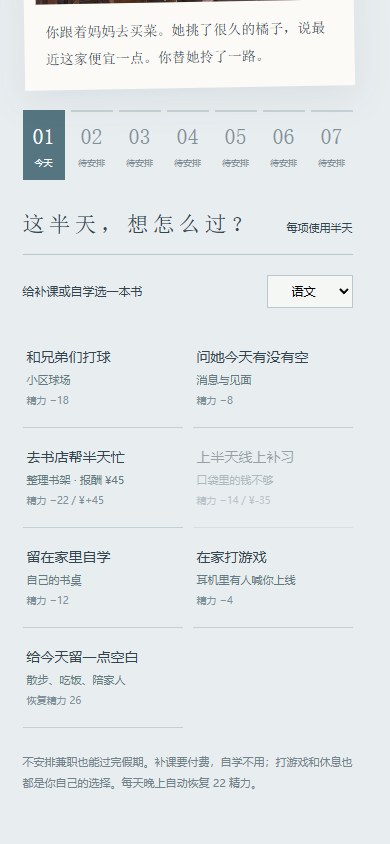 你跟着妈妈去买菜。她挑了很久的橘子，说最
近这家便宜一点。你替她拎了一路。
01 02 03 04 05 06 07
今天 待安排 待安排 待安排 待安排 待安排 待安排
这半天，想怎么过？ 每项使用半天
给补课或自学选一本书 语文
和兄弟们打球
小区球场
精力 −18
问她今天有没有空
消息与见面
精力 −8
去书店帮半天忙
整理书架 · 报酬 ¥45
精力 −22 / ¥+45
上半天线上补习
口袋里的钱不够
精力 −14 / ¥-35
留在家里自学
自己的书桌
精力 −12
在家打游戏
耳机里有人喊你上线
精力 −4
给今天留一点空白
散步、吃饭、陪家人
恢复精力 26
不安排兼职也能过完假期。补课要付费，自学不用；打游戏和休息也
都是你自己的选择。每天晚上自动恢复 22 精力。